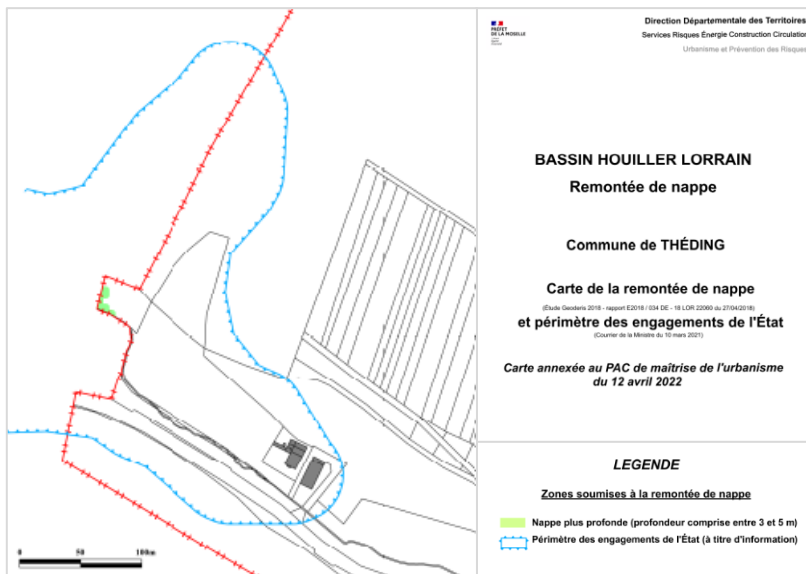 PRÉFET
DE LA MOSELLE
Direction Départementale des Territoires
Services Risques Énergie Construction Circulation
Urbanisme et Prévention des Risques
BASSIN HOUILLER LORRAIN
Remontée de nappe
Commune de THÉDING
Carte de la remontée de nappe
(Étude Geoderis 2018 - rapport E2018 / 034 DE - 18 LOR 22060 du 27/04/2018)
et périmètre des engagements de l'État
(Courrier de la Ministre du 10 mars 2021)
Carte annexée au PAC de maîtrise de l'urbanisme
du 12 avril 2022
LEGENDE
Zones soumises à la remontée de nappe
Nappe plus profonde (profondeur comprise entre 3 et 5 m)
Périmètre des engagements de l'État (à titre d'information)
0 50 100m